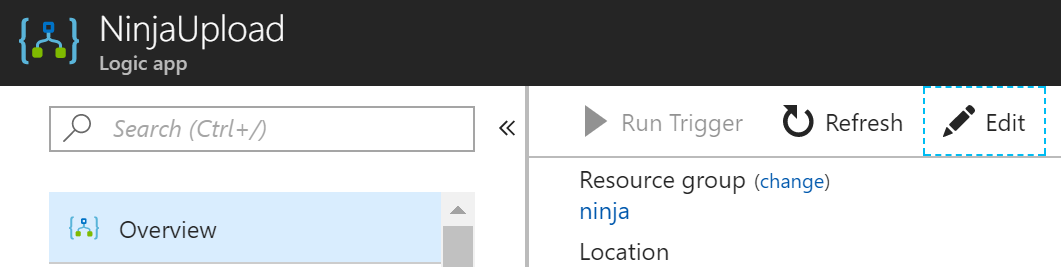 NinjaUpload
Logic app
Search (Ctrl+/)
Overview
Run Trigger
Refresh
Edit
Resource group (change)
ninja
Location